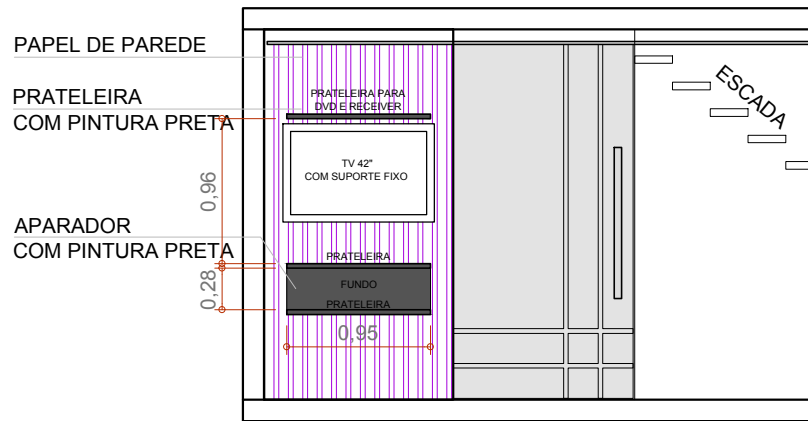 PAPEL DE PAREDE
PRATELEIRA
COM PINTURA PRETA
PRATELEIRA PARA
DVD E RECEIVER
ESCADA
TV 42"
COM SUPORTE FIXO
0,96
APARADOR
COM PINTURA PRETA
PRATELEIRA
FUNDO
PRATELEIRA
0,28
0,95